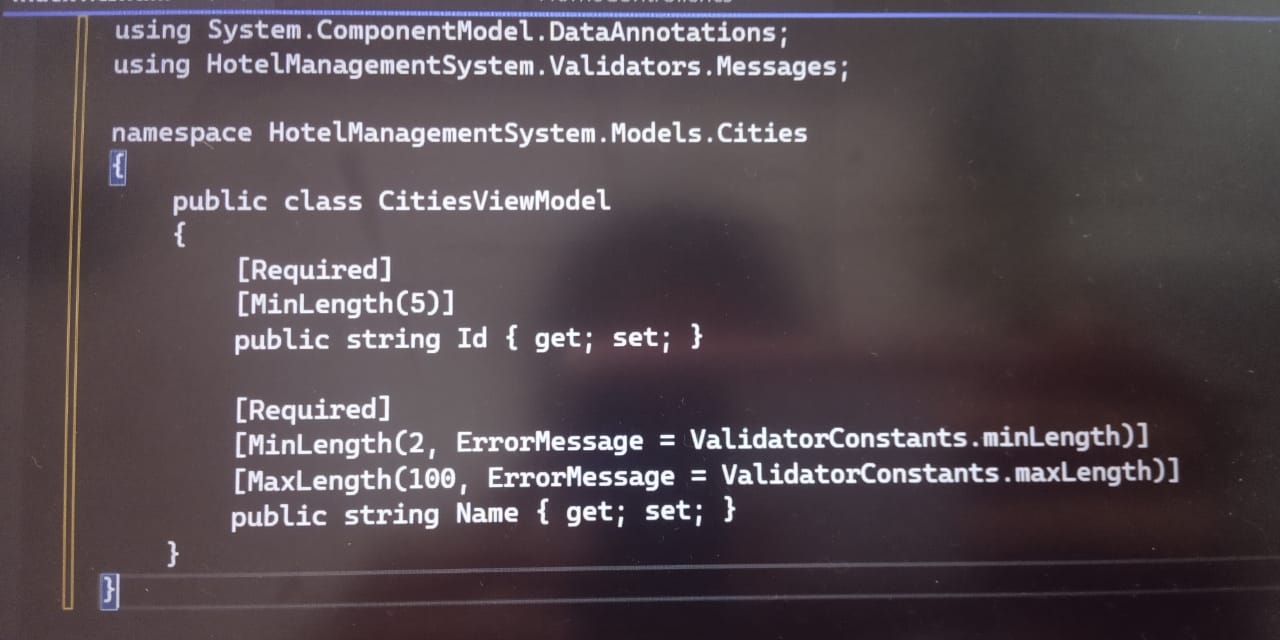 using System.ComponentModel.DataAnnotations;
using HotelManagementSystem.Validators.Messages;
namespace HotelManagementSystem.Models.Cities
{
public class CitiesViewModel
{
[Required]
[MinLength(5)]
public string Id { get; set; }
[Required]
[MinLength(2, ErrorMessage = ValidatorConstants.minLength)]
[MaxLength(100, ErrorMessage = ValidatorConstants.maxLength)]
public string Name { get; set; }
}
}